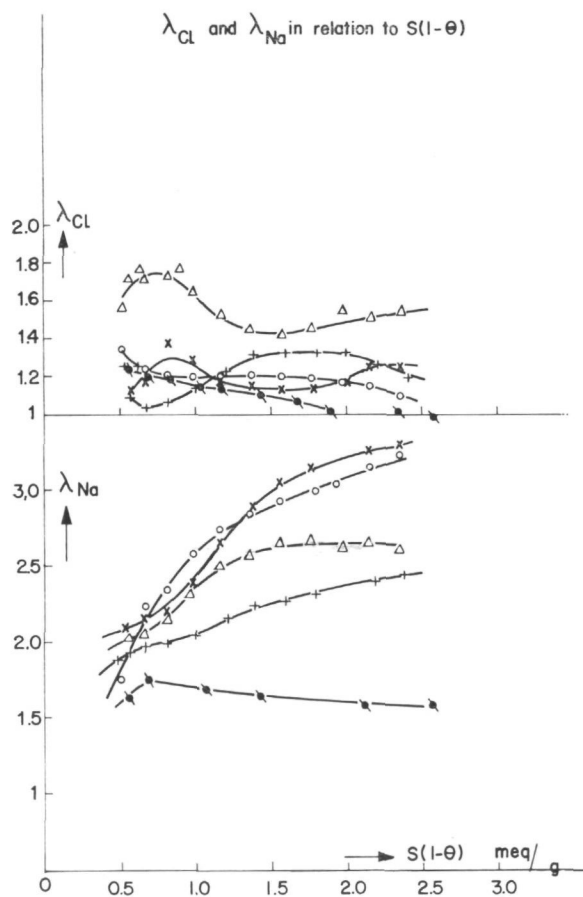 λCl and λNa in relation to S(1-θ)
λCl
2.0
1.8
1.6
1.4
1.2
1
λNa
3,0
2.5
2.0
1.5
1
S(1-θ) meq/g
0 0.5 1.0 1.5 2.0 2.5 3.0